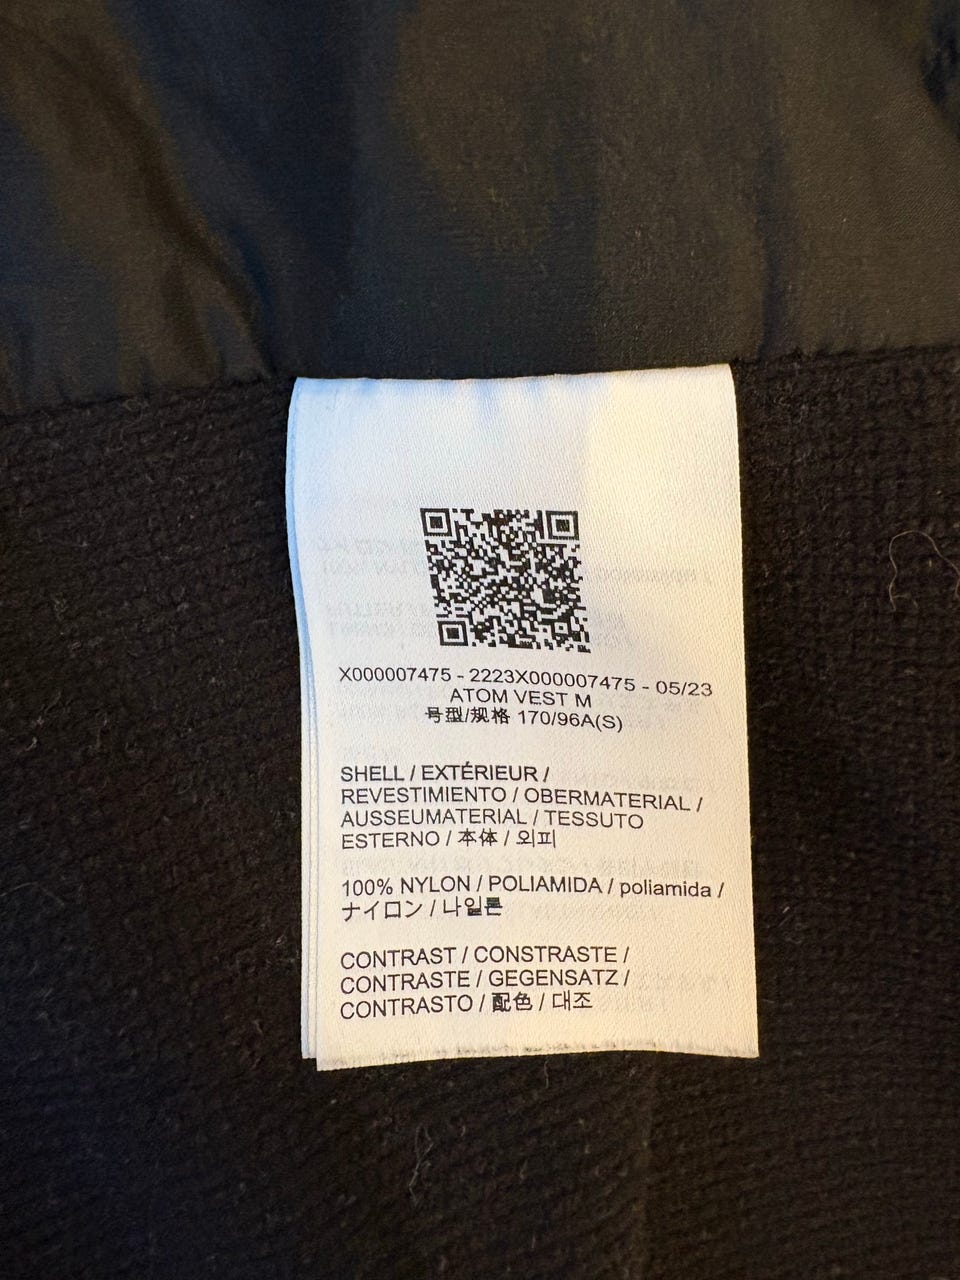 X000007475 - 2223X000007475 - 05/23
ATOM VEST M
号型/规格 170/96A(S)
SHELL / EXTÉRIEUR /
REVESTIMIENTO / OBERMATERIAL /
AUSSEUMATERIAL / TESSUTO
ESTERNO / 本体 / 외피
100% NYLON / POLIAMIDA / poliamida /
ナイロン / 나일론
CONTRAST / CONSTRASTE /
CONTRASTE / GEGENSATZ /
CONTRASTO / 配色 / 대조